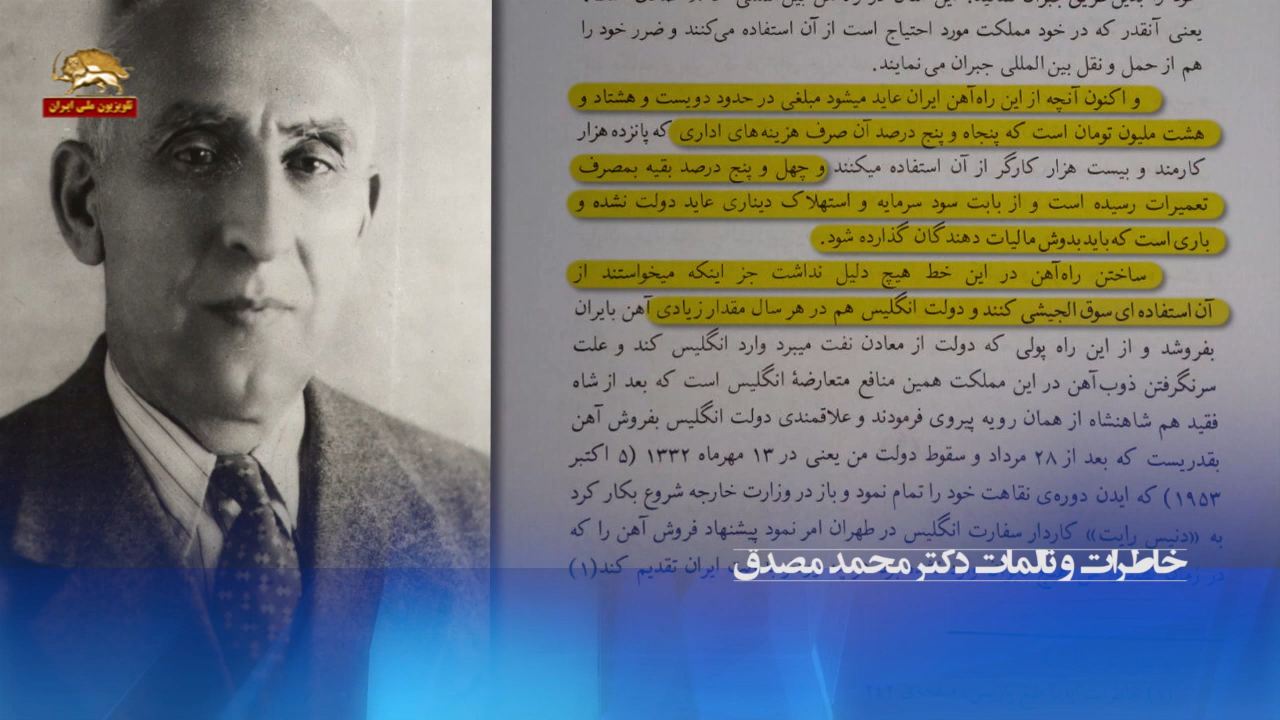 تلویزیون ملی ایران
یعنی آنقدر که در خود مملکت مورد احتیاج است از آن استفاده می‌کنند و ضرر خود را
هم از حمل و نقل بین‌المللی جبران می‌نمایند.
و اکنون آنچه از این راه‌آهن ایران عاید میشود مبلغی در حدود دویست و هشتاد و
هشت ملیون تومان است که پنجاه و پنج درصد آن صرف هزینه‌های اداری که پانزده هزار
کارمند و بیست هزار کارگر از آن استفاده میکنند و چهل و پنج درصد بقیه بمصرف
تعمیرات رسیده است و از بابت سود سرمایه و استهلاک دیناری عاید دولت نشده و
باری است که باید بدوش مالیات دهندگان گذارده شود.
ساختن راه‌آهن در این خط هیچ دلیل نداشت جز اینکه میخواستند از
آن استفاده‌ای سوق الجیشی کنند و دولت انگلیس هم در هر سال مقدار زیادی آهن بایران
بفروشد و از این راه پولی که دولت از معادن نفت میبرد وارد انگلیس کند و علت
سرنگرفتن ذوب آهن در این مملکت همین منافع متعارضهٔ انگلیس است که بعد از شاه
فقید هم شاهنشاه از همان رویه پیروی فرمودند و علاقمندی دولت انگلیس بفروش آهن
بقدریست که بعد از ۲۸ مرداد و سقوط دولت من یعنی در ۱۳ مهرماه ۱۳۳۲ (۵ اکتبر
۱۹۵۳) که ایدن دوره‌ی نقاهت خود را تمام نمود و باز در وزارت خارجه شروع بکار کرد
به «دنیس رایت» کاردار سفارت انگلیس در طهران امر نمود پیشنهاد فروش آهن را که
ایران تقدیم کند (۱)
خاطرات و تالمات دکتر محمد مصدق